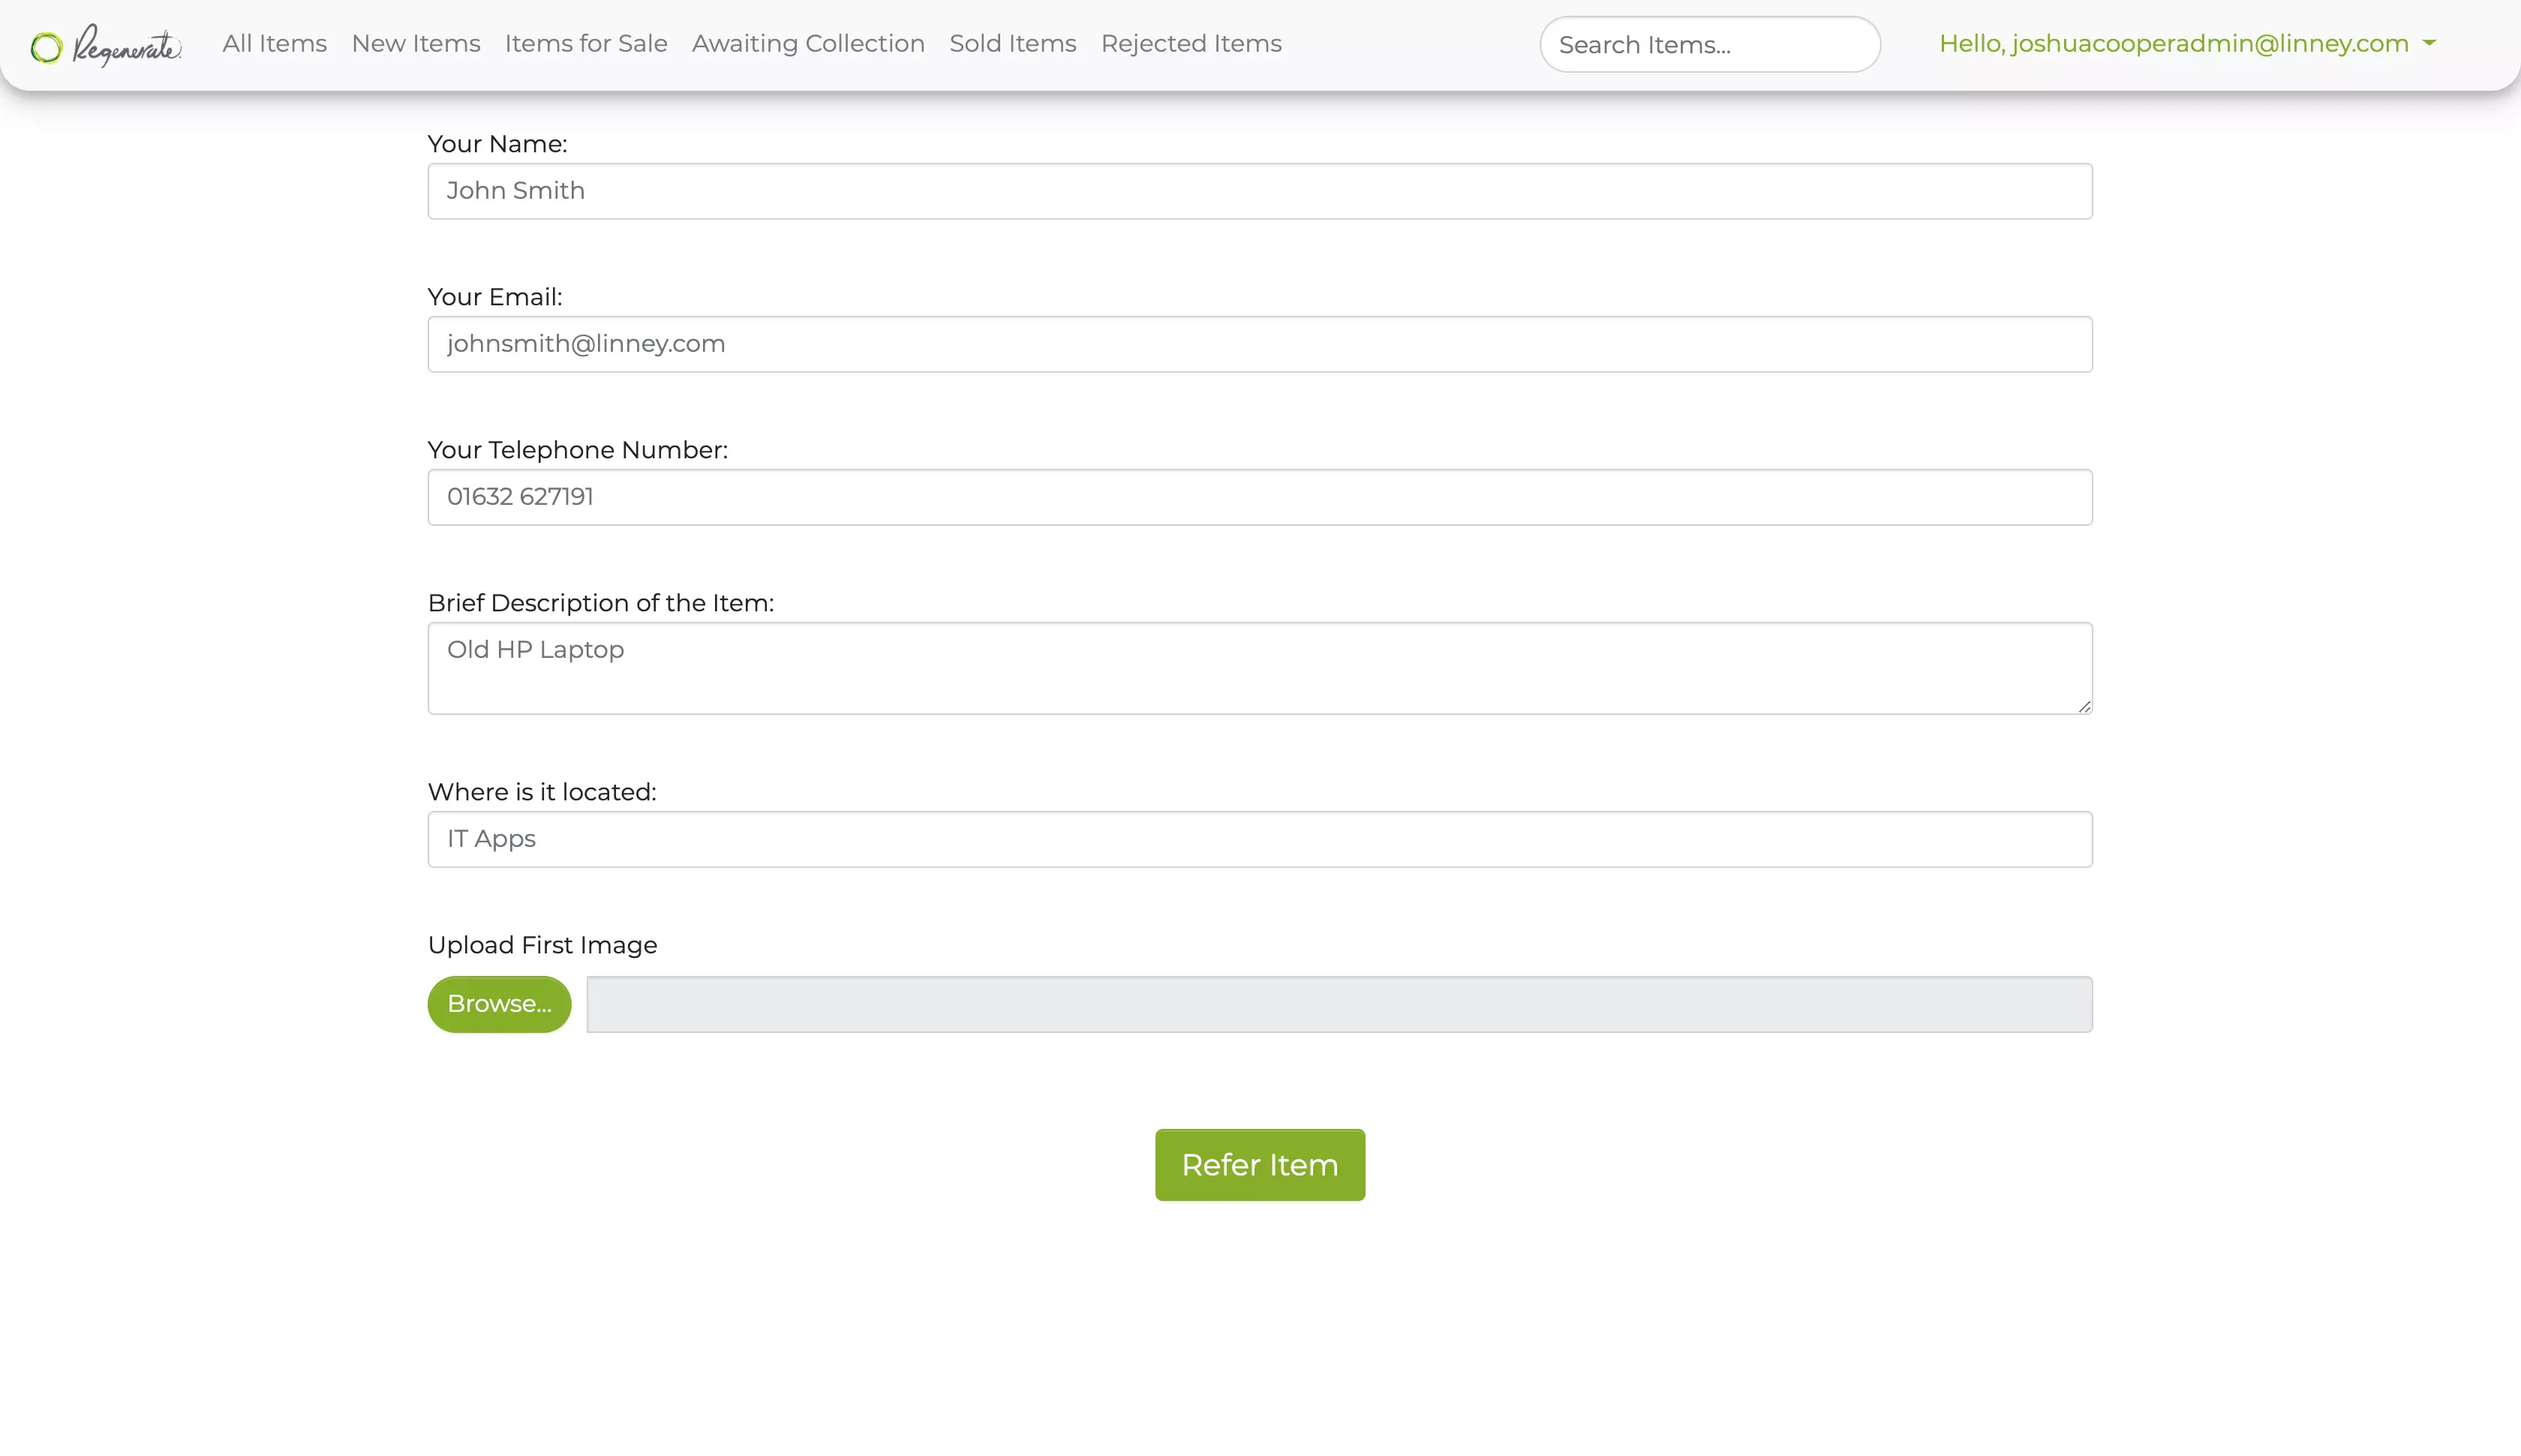 Regenerate.
All Items New Items Items for Sale Awaiting Collection Sold Items Rejected Items
Search Items...
Hello, joshuacooperadmin@linney.com
Your Name:
John Smith
Your Email:
johnsmith@linney.com
Your Telephone Number:
01632 627191
Brief Description of the Item:
Old HP Laptop
Where is it located:
IT Apps
Upload First Image
Browse...
Refer Item